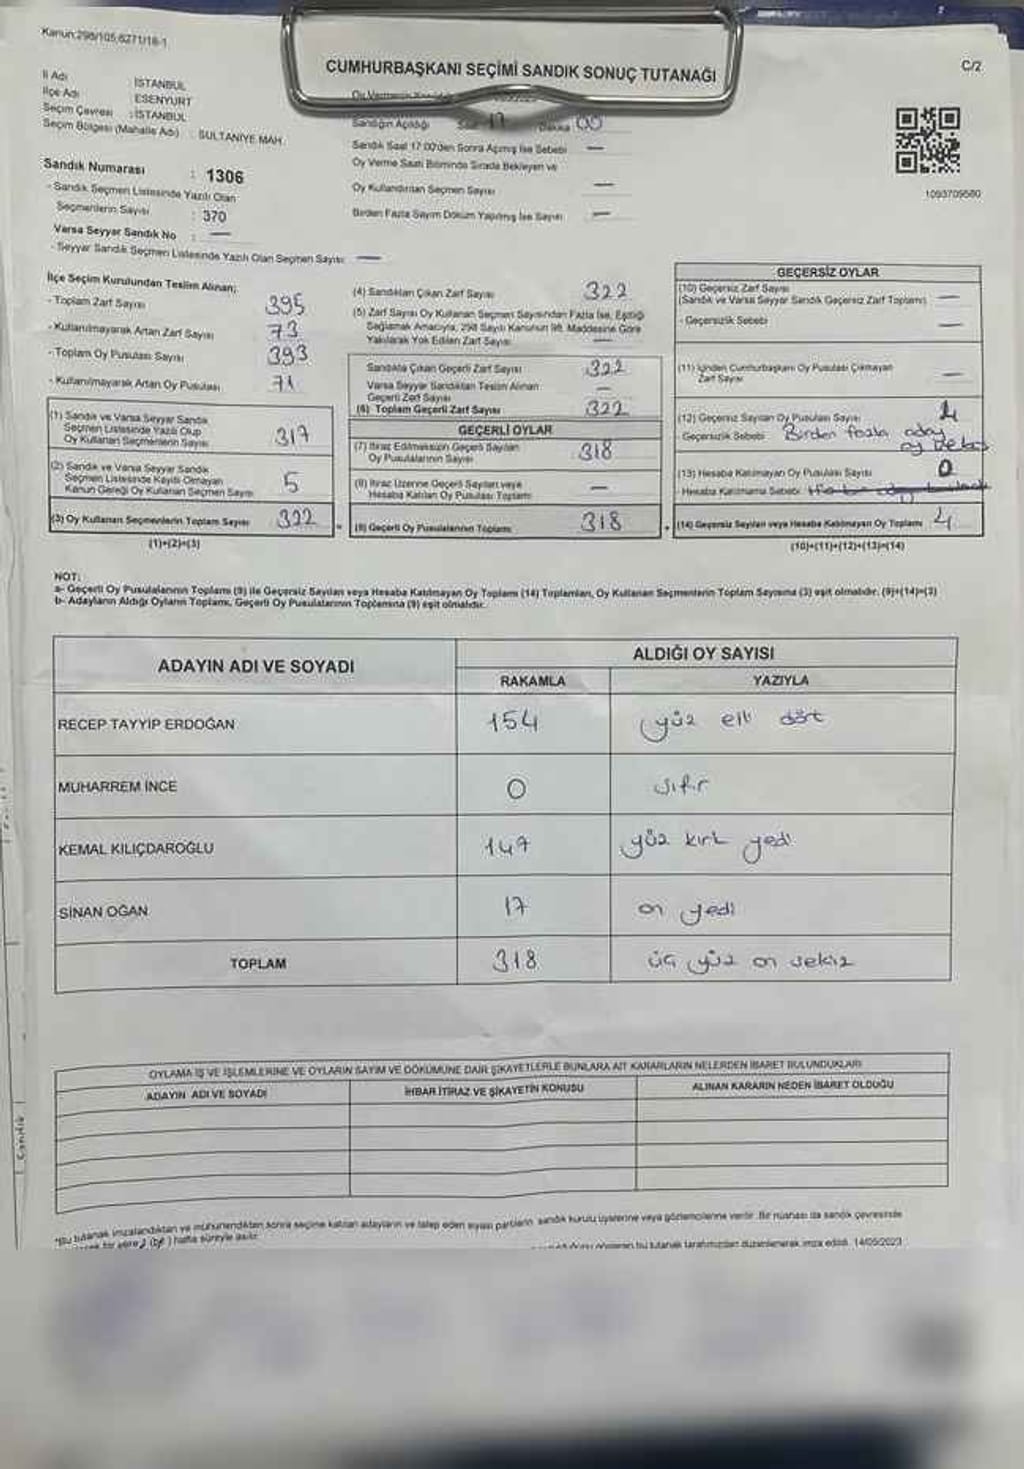 Kanun:298/105,6271/18-1
CUMHURBAŞKANI SEÇİMİ SANDIK SONUÇ TUTANAĞI
C/2
İl Adı : İSTANBUL
İlçe Adı : ESENYURT
Seçim Çevresi : İSTANBUL
Seçim Bölgesi (Mahalle Adı) : SULTANİYE MAH.
Sandık Numarası : 1306
- Sandık Seçmen Listesinde Yazılı Olan
Seçmenlerin Sayısı : 370
Varsa Seyyar Sandık No : —
- Seyyar Sandık Seçmen Listesinde Yazılı Olan Seçmen Sayısı —
Sandığın Açıldığı Saat 17 Dakika 00
Sandık Saat 17:00'den Sonra Açılmış İse Sebebi —
Oy Verme Saati Bitiminde Sırada Bekleyen ve
Oy Kullandırılan Seçmen Sayısı —
Birden Fazla Sayım Döküm Yapılmış İse Sayısı —
1093709580
İlçe Seçim Kurulundan Teslim Alınan;
- Toplam Zarf Sayısı 395
- Kullanılmayarak Artan Zarf Sayısı 73
- Toplam Oy Pusulası Sayısı 393
- Kullanılmayarak Artan Oy Pusulası 71
(1) Sandık ve Varsa Seyyar Sandık
Seçmen Listesinde Yazılı Olup
Oy Kullanan Seçmenlerin Sayısı 317
(2) Sandık ve Varsa Seyyar Sandık
Seçmen Listesinde Kayıtlı Olmayan
Kanun Gereği Oy Kullanan Seçmen Sayısı 5
(3) Oy Kullanan Seçmenlerin Toplam Sayısı 322
(1)+(2)=(3)
(4) Sandıktan Çıkan Zarf Sayısı 322
(5) Zarf Sayısı Oy Kullanan Seçmen Sayısından Fazla İse, Eşitliği
Sağlamak Amacıyla, 298 Sayılı Kanunun 98. Maddesine Göre
Yakılarak Yok Edilen Zarf Sayısı —
Sandıkta Çıkan Geçerli Zarf Sayısı 322
Varsa Seyyar Sandıktan Teslim Alınan
Geçerli Zarf Sayısı —
(6) Toplam Geçerli Zarf Sayısı 322
GEÇERLİ OYLAR
(7) İtiraz Edilmeksizin Geçerli Sayılan
Oy Pusulalarının Sayısı 318
(8) İtiraz Üzerine Geçerli Sayılan veya
Hesaba Katılan Oy Pusulası Toplamı —
= (9) Geçerli Oy Pusulalarının Toplamı 318
GEÇERSİZ OYLAR
(10) Geçersiz Zarf Sayısı
(Sandık ve Varsa Seyyar Sandık Geçersiz Zarf Toplamı) —
- Geçersizlik Sebebi —
(11) İçinden Cumhurbaşkanı Oy Pusulası Çıkmayan
Zarf Sayısı —
(12) Geçersiz Sayılan Oy Pusulası Sayısı 4
- Geçersizlik Sebebi Birden fazla aday
(13) Hesaba Katılmayan Oy Pusulası Sayısı 0
- Hesaba Katılmama Sebebi
+ (14) Geçersiz Sayılan veya Hesaba Katılmayan Oy Toplamı 4
(10)+(11)+(12)+(13)=(14)
NOT:
a- Geçerli Oy Pusulalarının Toplamı (9) ile Geçersiz Sayılan veya Hesaba Katılmayan Oy Toplamı (14) Toplamları, Oy Kullanan Seçmenlerin Toplam Sayısına (3) eşit olmalıdır. (9)+(14)=(3)
b- Adayların Aldığı Oyların Toplamı, Geçerli Oy Pusulalarının Toplamına (9) eşit olmalıdır.
ADAYIN ADI VE SOYADI
ALDIĞI OY SAYISI
RAKAMLA YAZIYLA
RECEP TAYYİP ERDOĞAN 154 yüz elli dört
MUHARREM İNCE 0 sıfır
KEMAL KILIÇDAROĞLU 147 yüz kırk yedi
SİNAN OĞAN 17 on yedi
TOPLAM 318 üç yüz on sekiz
OYLAMA İŞ VE İŞLEMLERİNE VE OYLARIN SAYIM VE DÖKÜMÜNE DAİR ŞİKAYETLERLE BUNLARA AİT KARARLARIN NELERDEN İBARET BULUNDUKLARI
ADAYIN ADI VE SOYADI İHBAR İTİRAZ VE ŞİKAYETİN KONUSU ALINAN KARARIN NEDEN İBARET OLDUĞU
*Bu tutanak imzalandıktan ve mühürlendikten sonra seçime katılan adayların ve talep eden siyasi partilerin sandık kurulu üyelerine veya gözlemcilerine verilir. Bir nüshası da sandık çevresinde
bir yere 1 (bir) hafta süreyle asılır.
bu tutanak tarafımızdan düzenlenerek imza edildi. 14/05/2023